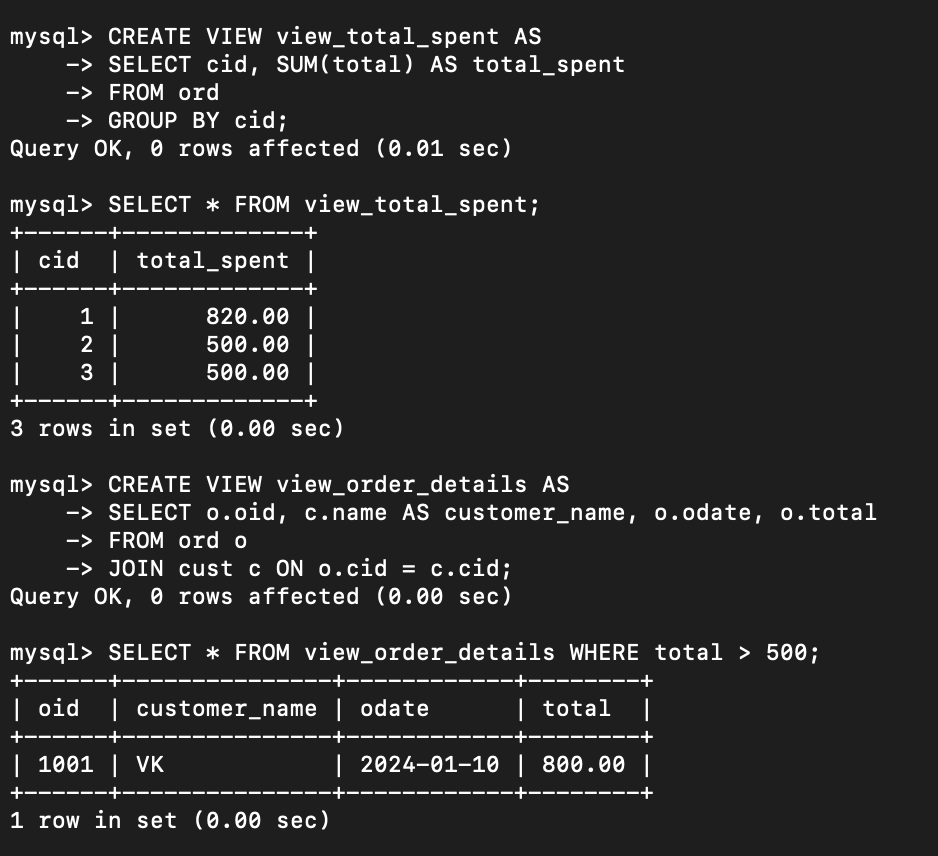 mysql> CREATE VIEW view_total_spent AS
    -> SELECT cid, SUM(total) AS total_spent
    -> FROM ord
    -> GROUP BY cid;
Query OK, 0 rows affected (0.01 sec)

mysql> SELECT * FROM view_total_spent;
+------+-------------+
| cid  | total_spent |
+------+-------------+
|    1 |      820.00 |
|    2 |      500.00 |
|    3 |      500.00 |
+------+-------------+
3 rows in set (0.00 sec)

mysql> CREATE VIEW view_order_details AS
    -> SELECT o.oid, c.name AS customer_name, o.odate, o.total
    -> FROM ord o
    -> JOIN cust c ON o.cid = c.cid;
Query OK, 0 rows affected (0.00 sec)

mysql> SELECT * FROM view_order_details WHERE total > 500;
+------+---------------+------------+--------+
| oid  | customer_name | odate      | total  |
+------+---------------+------------+--------+
| 1001 | VK            | 2024-01-10 | 800.00 |
+------+---------------+------------+--------+
1 row in set (0.00 sec)